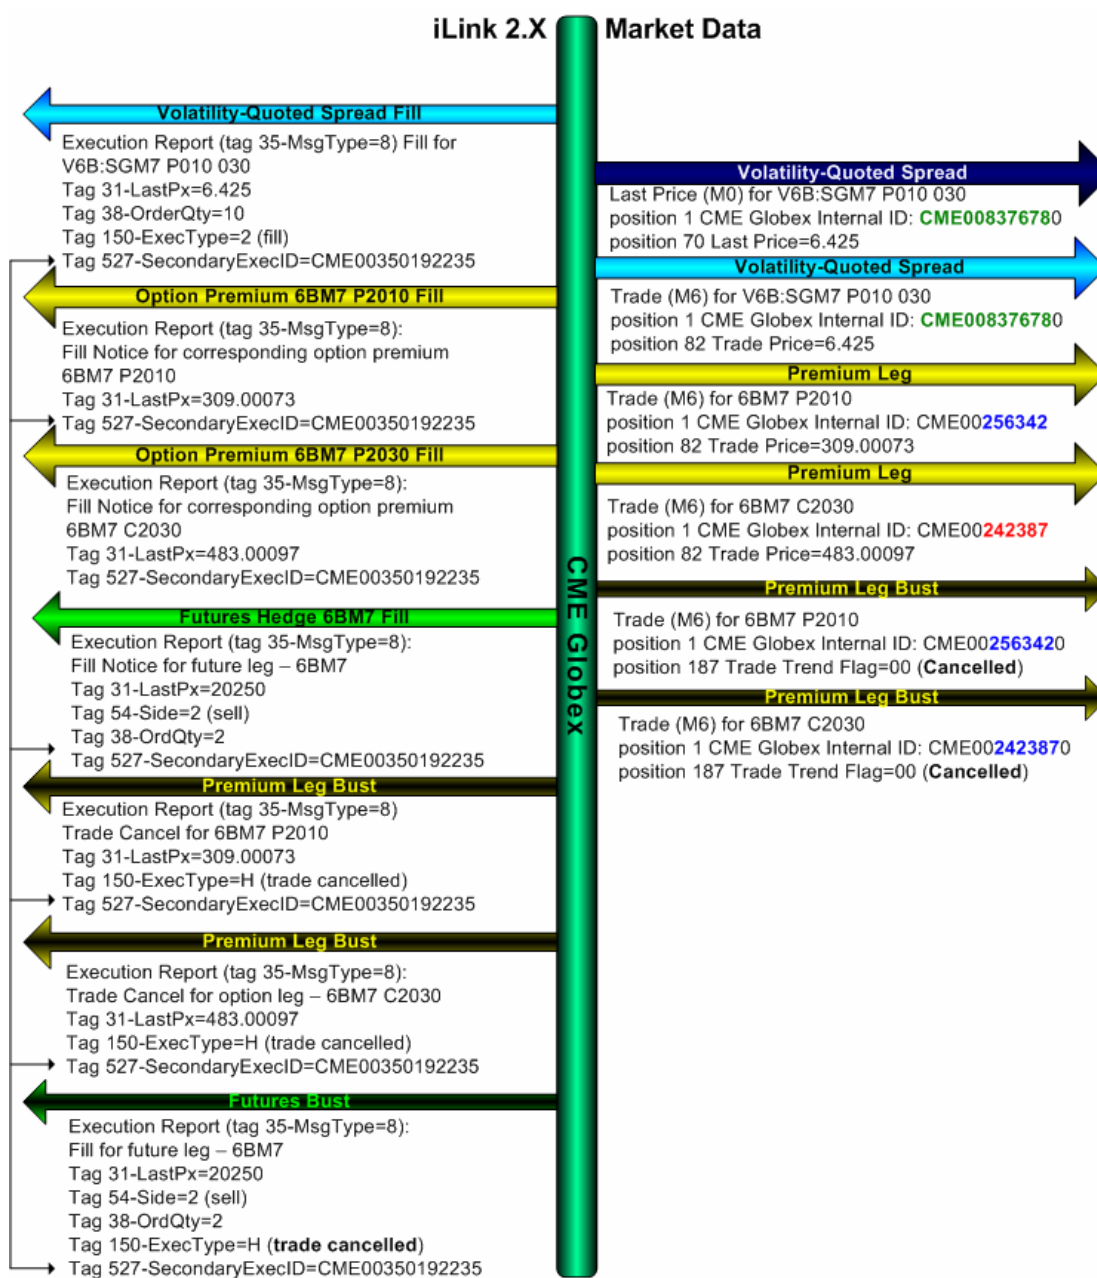 iLink 2.X
Market Data
CME Globex
Volatility-Quoted Spread Fill
Execution Report (tag 35-MsgType=8) Fill for
V6B:SGM7 P010 030
Tag 31-LastPx=6.425
Tag 38-OrderQty=10
Tag 150-ExecType=2 (fill)
Tag 527-SecondaryExecID=CME00350192235
Option Premium 6BM7 P2010 Fill
Execution Report (tag 35-MsgType=8):
Fill Notice for corresponding option premium
6BM7 P2010
Tag 31-LastPx=309.00073
Tag 527-SecondaryExecID=CME00350192235
Option Premium 6BM7 P2030 Fill
Execution Report (tag 35-MsgType=8):
Fill Notice for corresponding option premium
6BM7 C2030
Tag 31-LastPx=483.00097
Tag 527-SecondaryExecID=CME00350192235
Futures Hedge 6BM7 Fill
Execution Report (tag 35-MsgType=8):
Fill Notice for future leg – 6BM7
Tag 31-LastPx=20250
Tag 54-Side=2 (sell)
Tag 38-OrdQty=2
Tag 527-SecondaryExecID=CME00350192235
Premium Leg Bust
Execution Report (tag 35-MsgType=8)
Trade Cancel for 6BM7 P2010
Tag 31-LastPx=309.00073
Tag 150-ExecType=H (trade cancelled)
Tag 527-SecondaryExecID=CME00350192235
Premium Leg Bust
Execution Report (tag 35-MsgType=8):
Trade Cancel for option leg – 6BM7 C2030
Tag 31-LastPx=483.00097
Tag 150-ExecType=H (trade cancelled)
Tag 527-SecondaryExecID=CME00350192235
Futures Bust
Execution Report (tag 35-MsgType=8):
Fill for future leg – 6BM7
Tag 31-LastPx=20250
Tag 54-Side=2 (sell)
Tag 38-OrdQty=2
Tag 150-ExecType=H (trade cancelled)
Tag 527-SecondaryExecID=CME00350192235
Volatility-Quoted Spread
Last Price (M0) for V6B:SGM7 P010 030
position 1 CME Globex Internal ID: CME008376780
position 70 Last Price=6.425
Volatility-Quoted Spread
Trade (M6) for V6B:SGM7 P010 030
position 1 CME Globex Internal ID: CME008376780
position 82 Trade Price=6.425
Premium Leg
Trade (M6) for 6BM7 P2010
position 1 CME Globex Internal ID: CME00256342
position 82 Trade Price=309.00073
Premium Leg
Trade (M6) for 6BM7 C2030
position 1 CME Globex Internal ID: CME00242387
position 82 Trade Price=483.00097
Premium Leg Bust
Trade (M6) for 6BM7 P2010
position 1 CME Globex Internal ID: CME002563420
position 187 Trade Trend Flag=00 (Cancelled)
Premium Leg Bust
Trade (M6) for 6BM7 C2030
position 1 CME Globex Internal ID: CME002423870
position 187 Trade Trend Flag=00 (Cancelled)